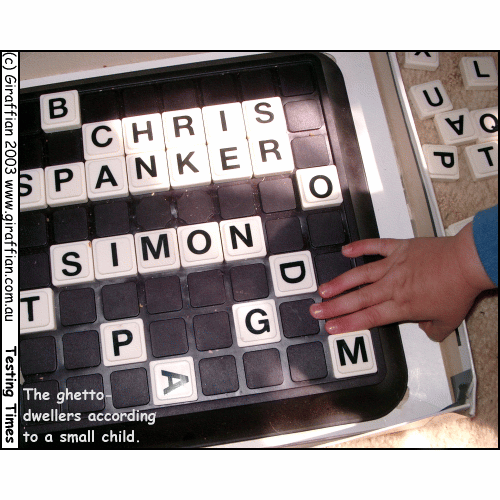 (c) Giraffian 2003 www.giraffian.com.au Testing Times
B
CHRIS
SPANKER
O
SIMON
D
T
G
P
M
A
X
L
U
A
Q
P
T
The ghetto-
dwellers according
to a small child.